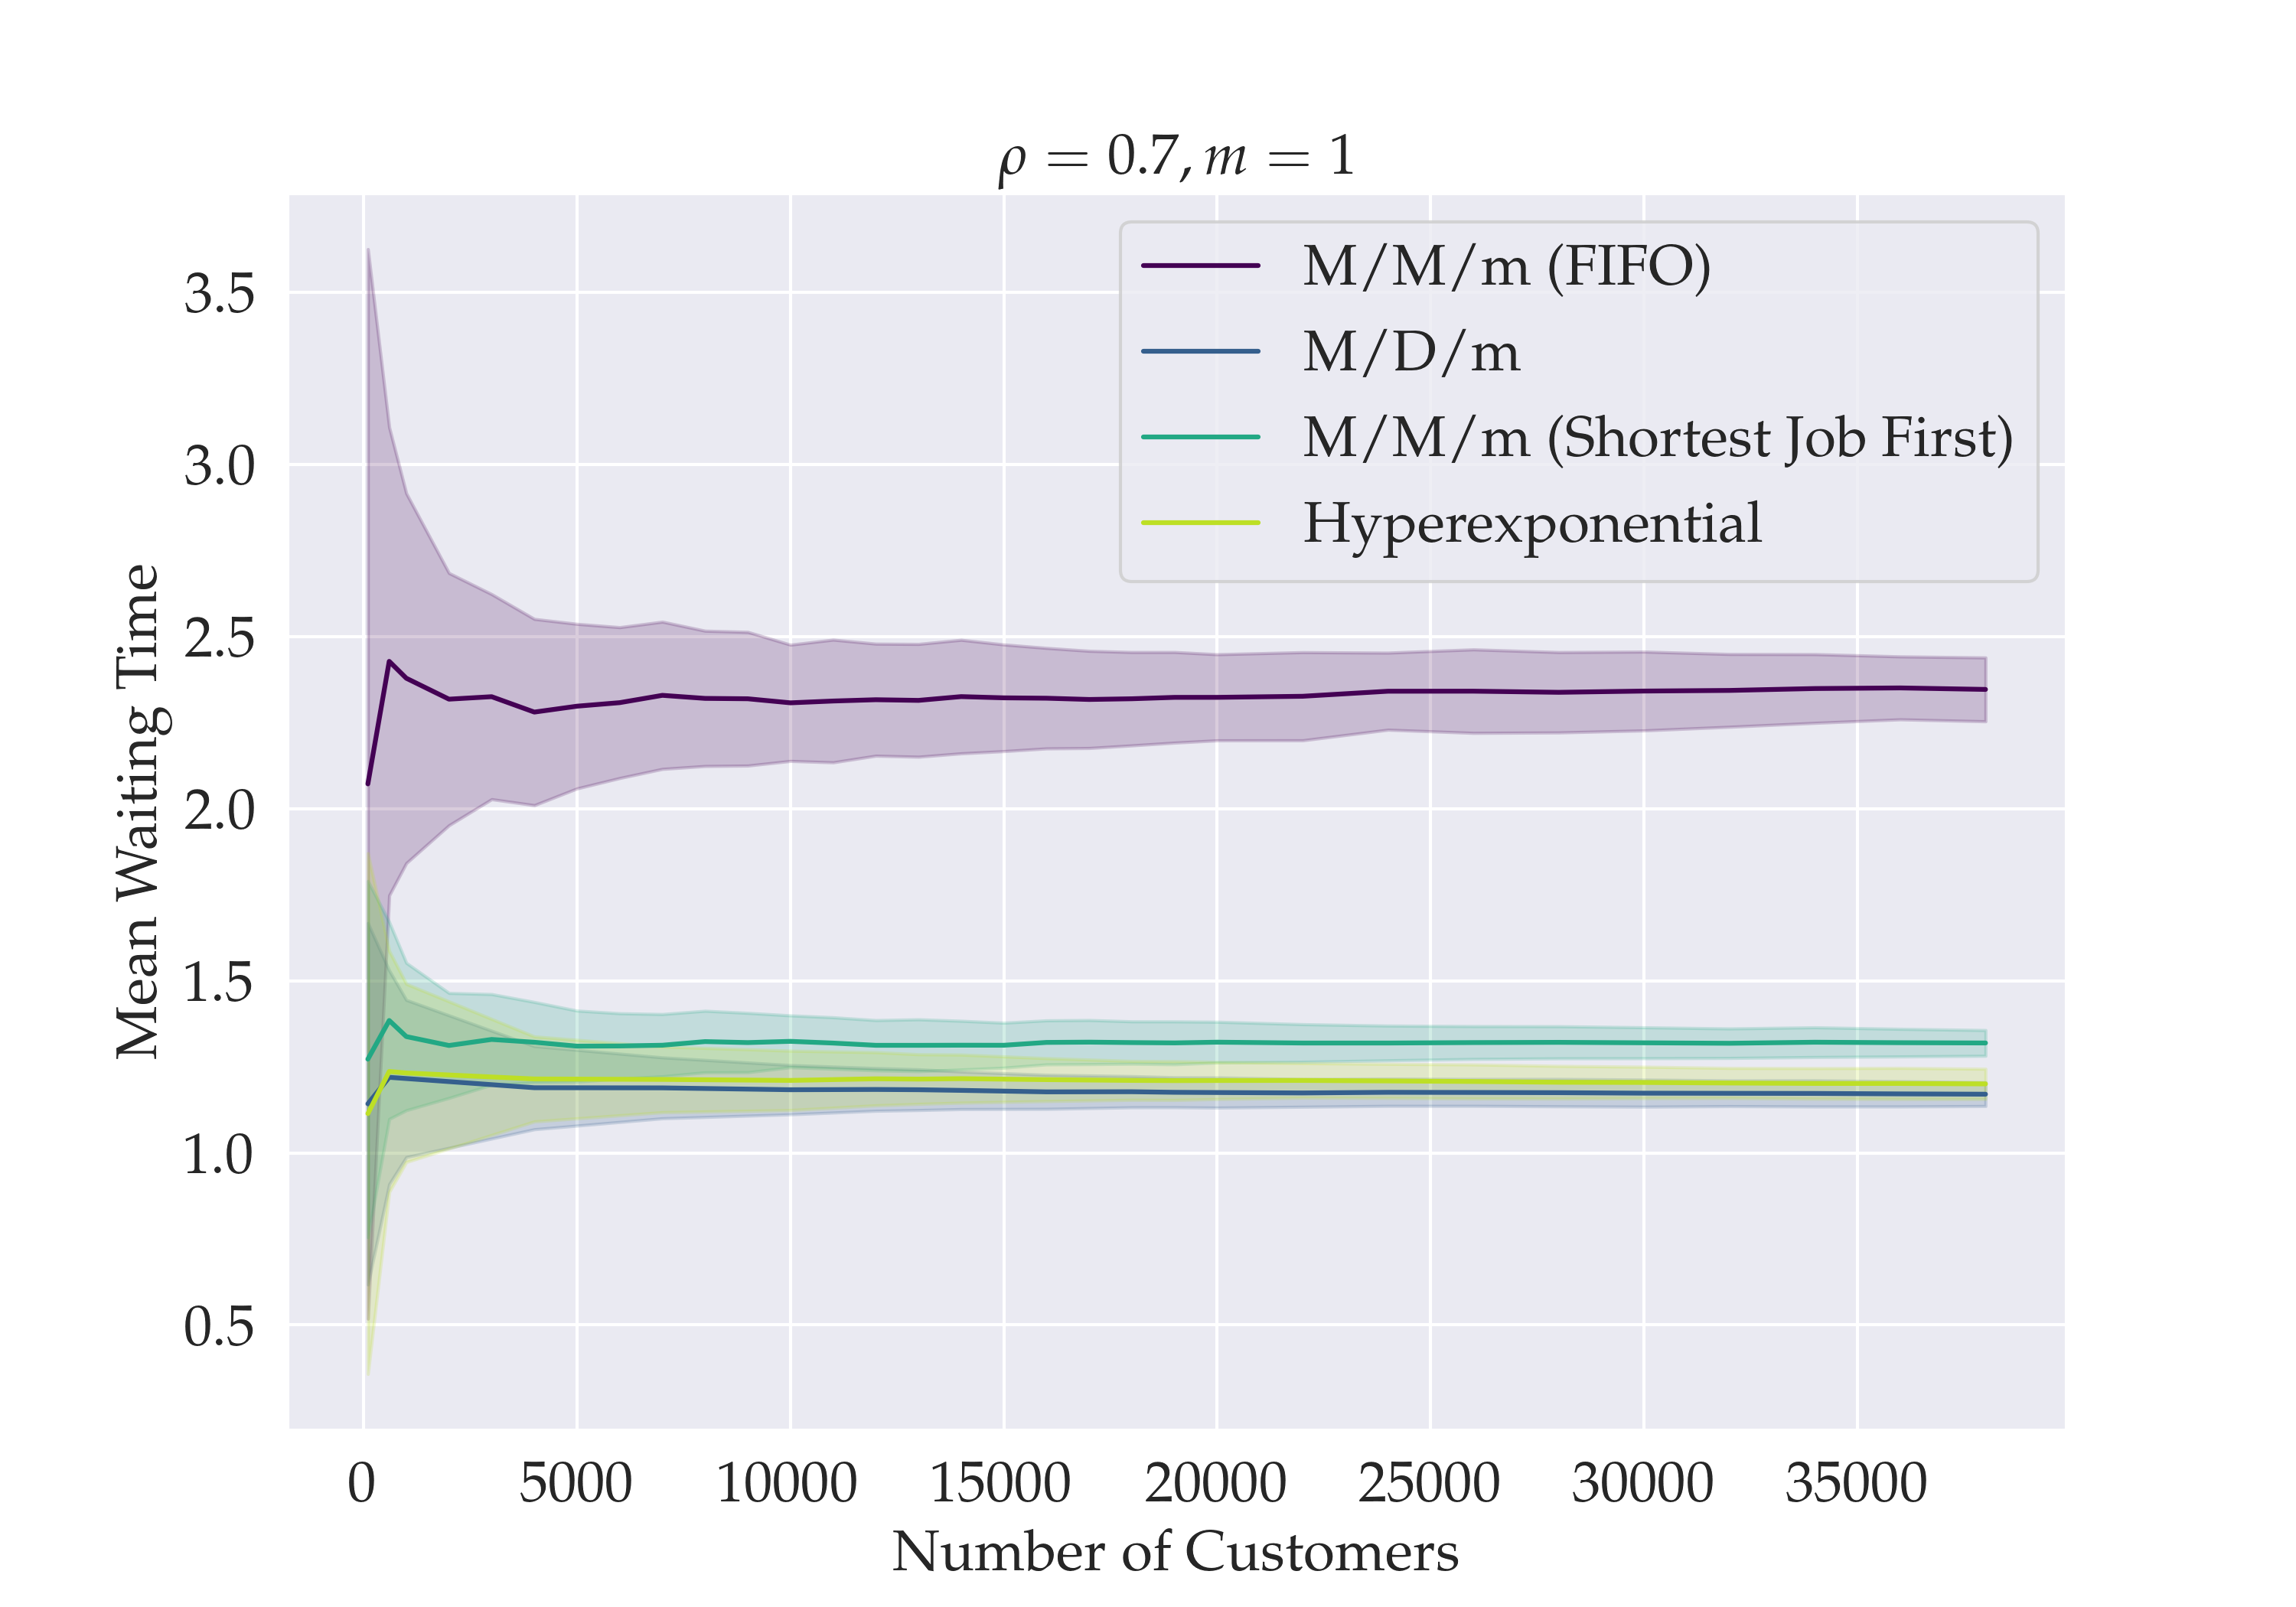 ρ = 0.7, m = 1
3.5
3.0
2.5
2.0
1.5
1.0
0.5
Mean Waiting Time
M/M/m (FIFO)
M/D/m
M/M/m (Shortest Job First)
Hyperexponential
0 5000 10000 15000 20000 25000 30000 35000
Number of Customers